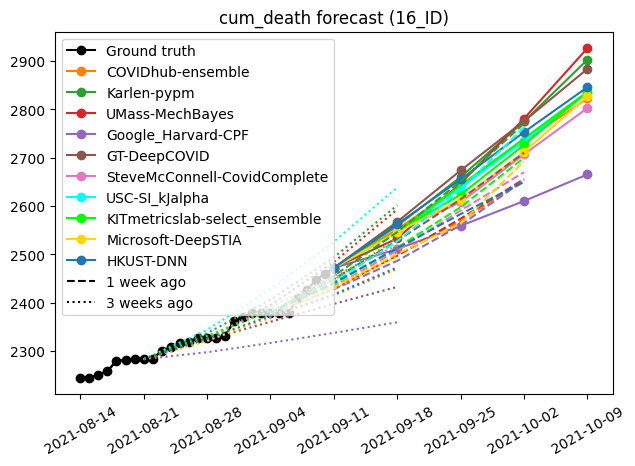 cum_death forecast (16_ID)
2900
2800
2700
2600
2500
2400
2300
Ground truth
COVIDhub-ensemble
Karlen-pypm
UMass-MechBayes
Google_Harvard-CPF
GT-DeepCOVID
SteveMcConnell-CovidComplete
USC-SI_kJalpha
KITmetricslab-select_ensemble
Microsoft-DeepSTIA
HKUST-DNN
1 week ago
3 weeks ago
2021-08-14
2021-08-21
2021-08-28
2021-09-04
2021-09-11
2021-09-18
2021-09-25
2021-10-02
2021-10-09